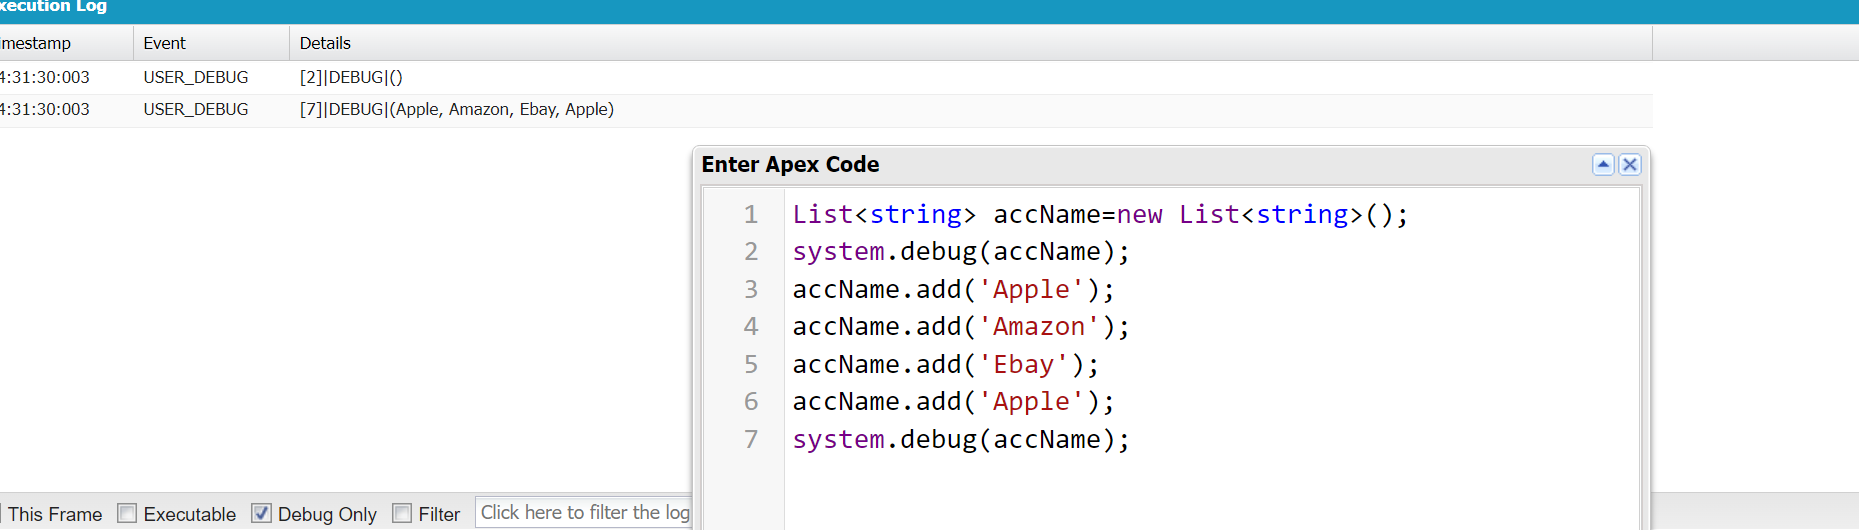 xecution Log
imestamp Event Details
4:31:30:003 USER_DEBUG [2]|DEBUG|()
4:31:30:003 USER_DEBUG [7]|DEBUG|(Apple, Amazon, Ebay, Apple)
Enter Apex Code
1 List<string> accName=new List<string>();
2 system.debug(accName);
3 accName.add('Apple');
4 accName.add('Amazon');
5 accName.add('Ebay');
6 accName.add('Apple');
7 system.debug(accName);
This Frame Executable Debug Only Filter Click here to filter the log